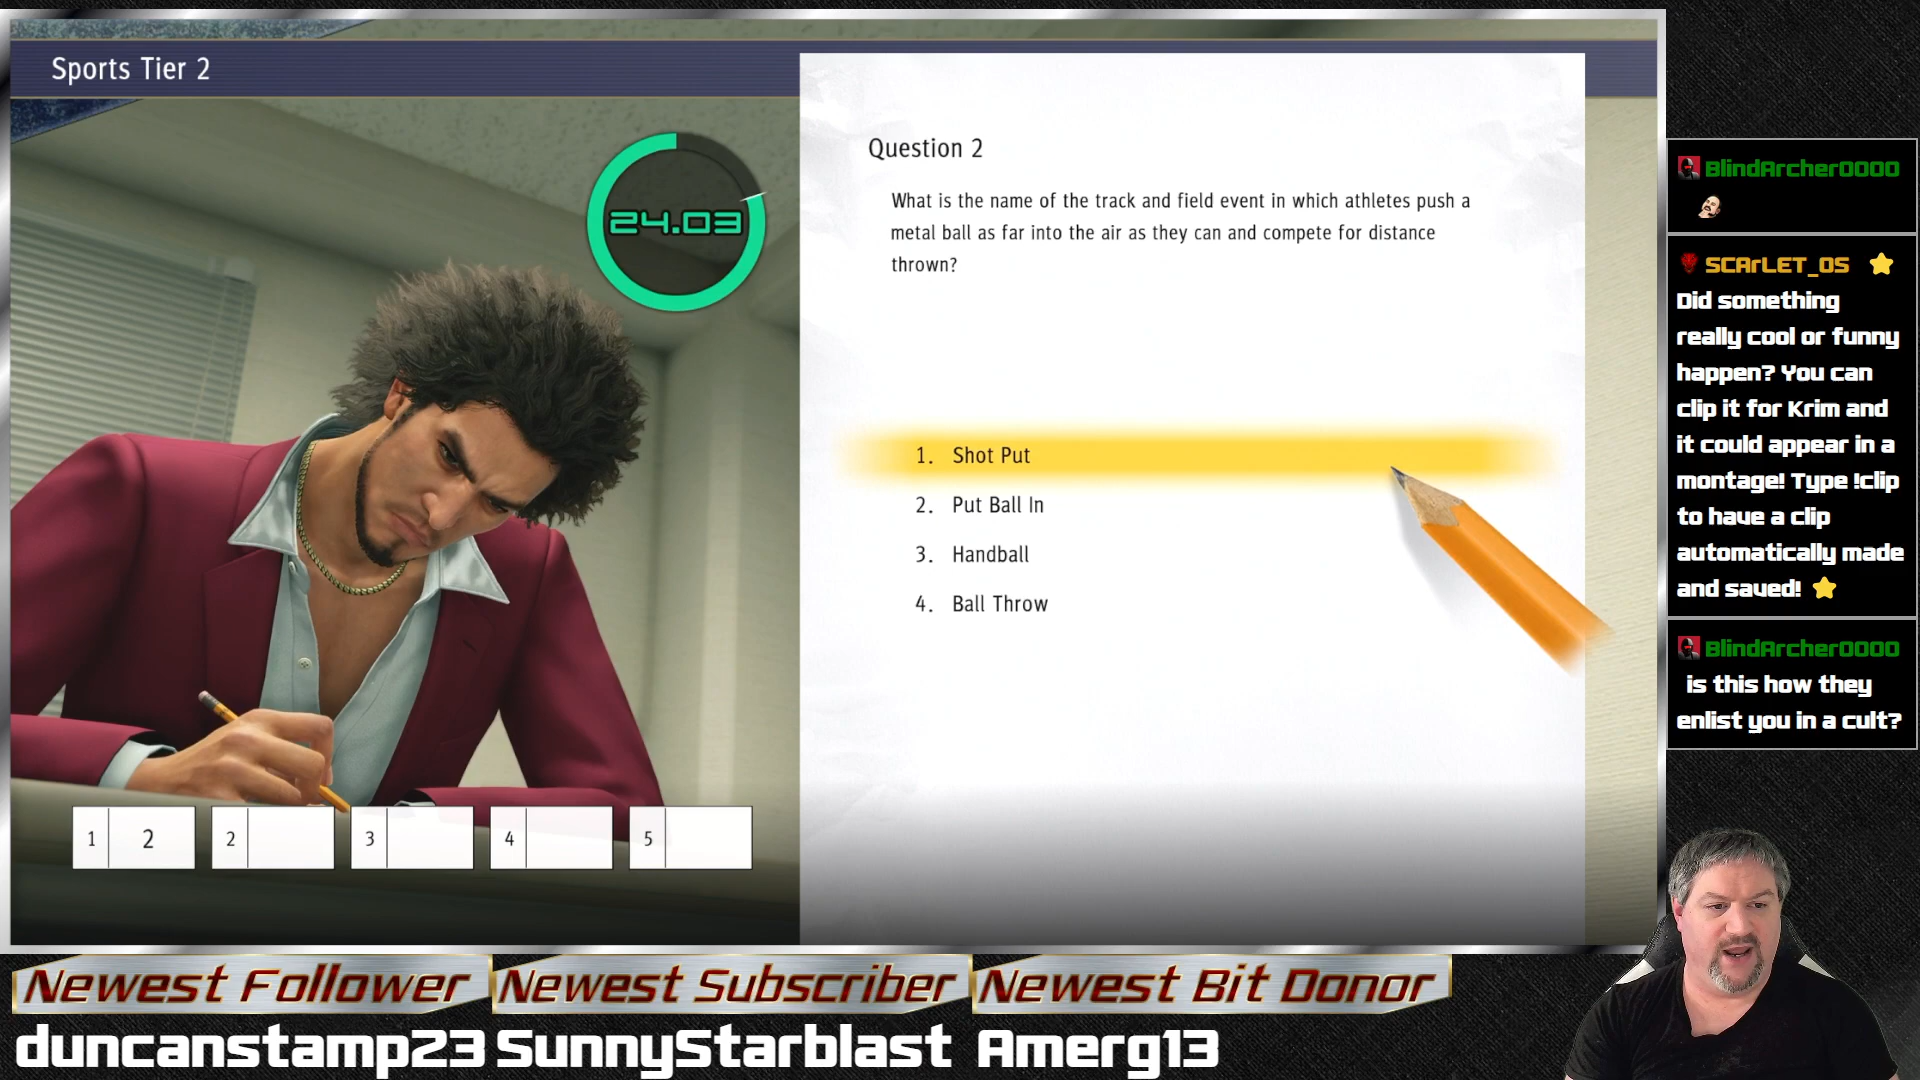 Sports Tier 2
24.03
Question 2
What is the name of the track and field event in which athletes push a
metal ball as far into the air as they can and compete for distance
thrown?
1. Shot Put
2. Put Ball In
3. Handball
4. Ball Throw
1 2 2 3 4 5
BlindArcher0000
SCArLET_OS
Did something
really cool or funny
happen? You can
clip it for Krim and
it could appear in a
montage! Type !clip
to have a clip
automatically made
and saved!
BlindArcher0000
is this how they
enlist you in a cult?
Newest Follower Newest Subscriber Newest Bit Donor
duncanstamp23 SunnyStarblast Amerg13